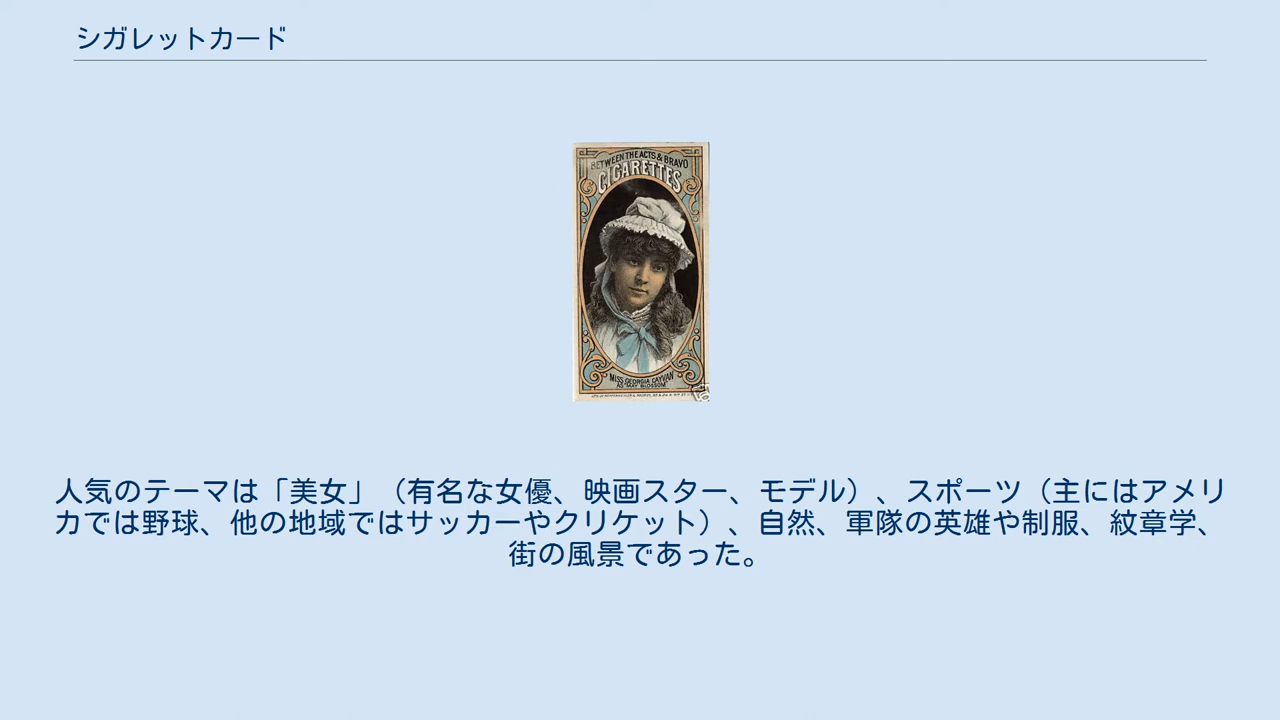 シガレットカード
BETWEEN THE ACTS & BRAVO
CIGARETTES
MISS GEORGIA CAYVAN
AS MAY BLOSSOM
人気のテーマは「美女」（有名な女優、映画スター、モデル）、スポーツ（主にはアメリ
カでは野球、他の地域ではサッカーやクリケット）、自然、軍隊の英雄や制服、紋章学、
街の風景であった。